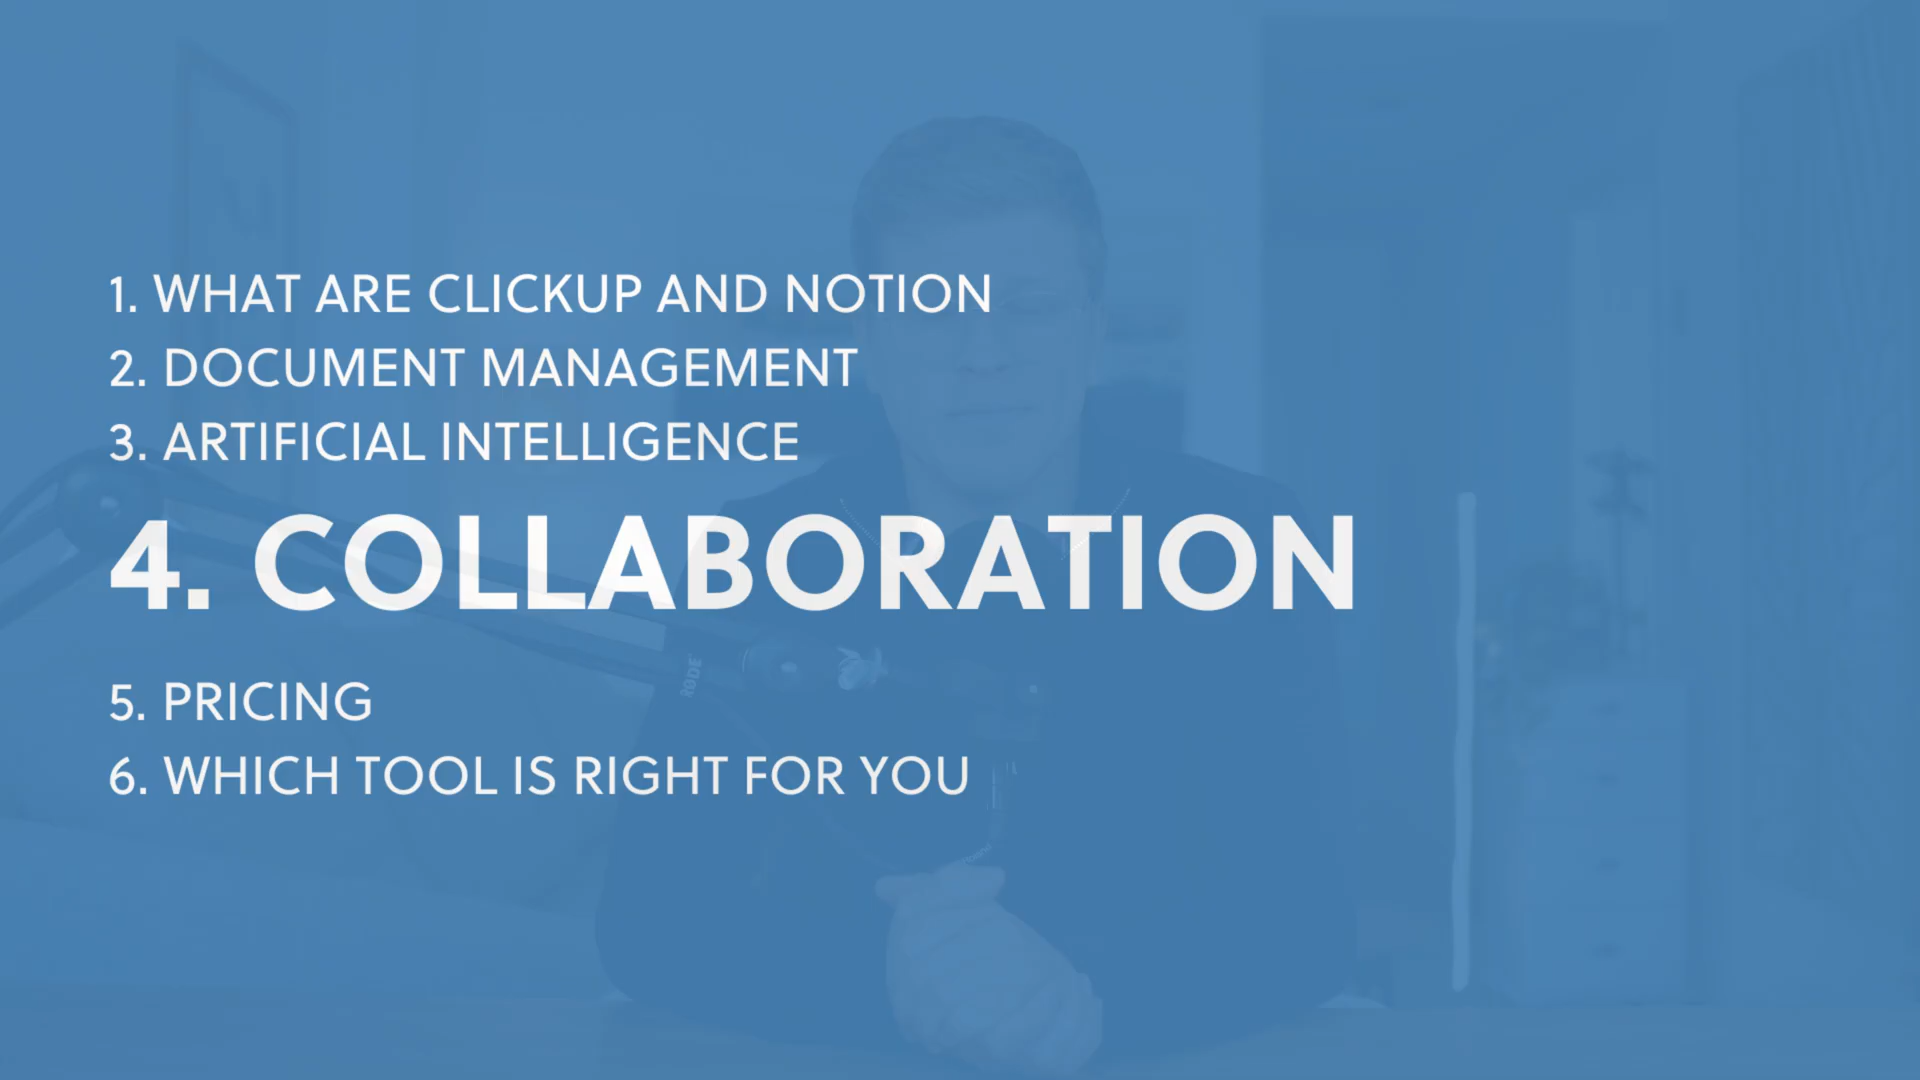 1. WHAT ARE CLICKUP AND NOTION
2. DOCUMENT MANAGEMENT
3. ARTIFICIAL INTELLIGENCE
4. COLLABORATION
RØDE
5. PRICING
6. WHICH TOOL IS RIGHT FOR YOU